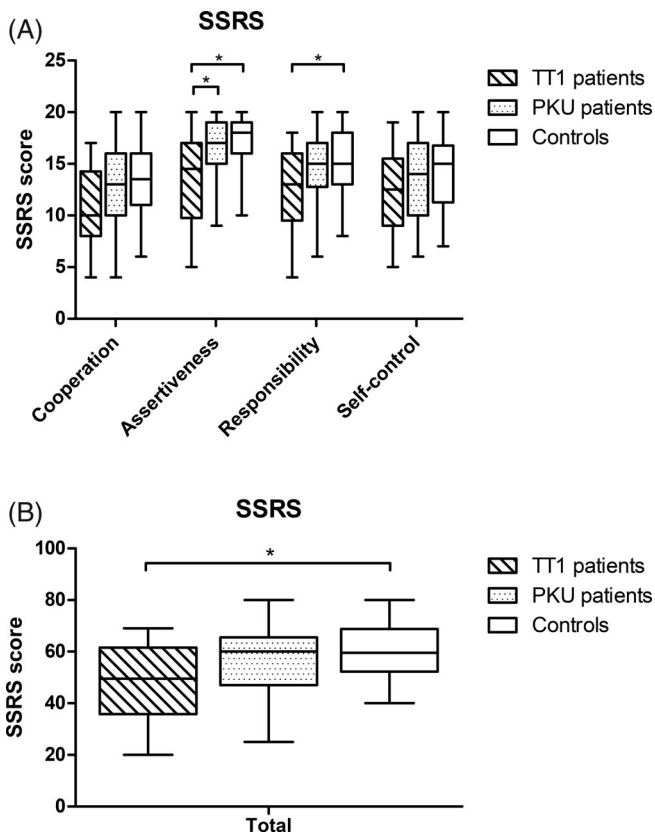 (A)
SSRS
*
*
*
25
20
15
10
5
0
SSRS score
Cooperation
Assertiveness
Responsibility
Self-control
TT1 patients
PKU patients
Controls
(B)
SSRS
*
100
80
60
40
20
0
SSRS score
Total
TT1 patients
PKU patients
Controls